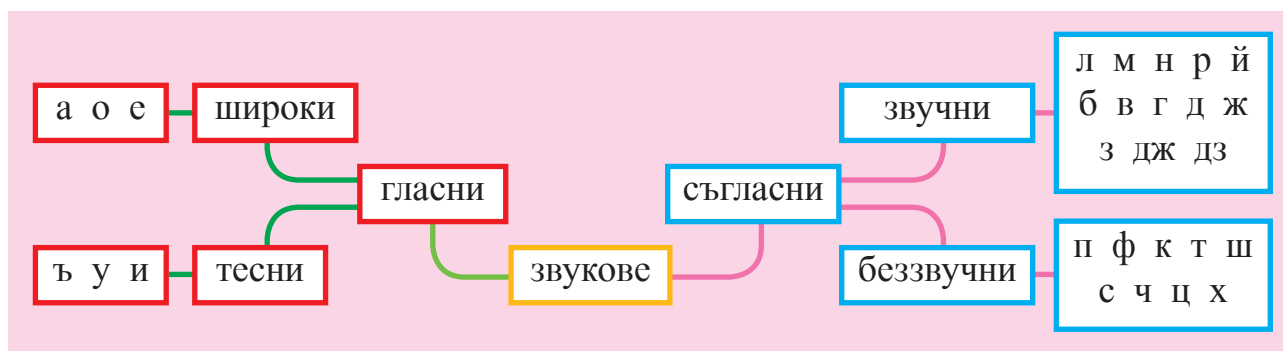 а о е
широки
ъ у и
тесни
гласни
звукове
съгласни
звучни
л м н р й
б в г д ж
з дж дз
беззвучни
п ф к т ш
с ч ц х